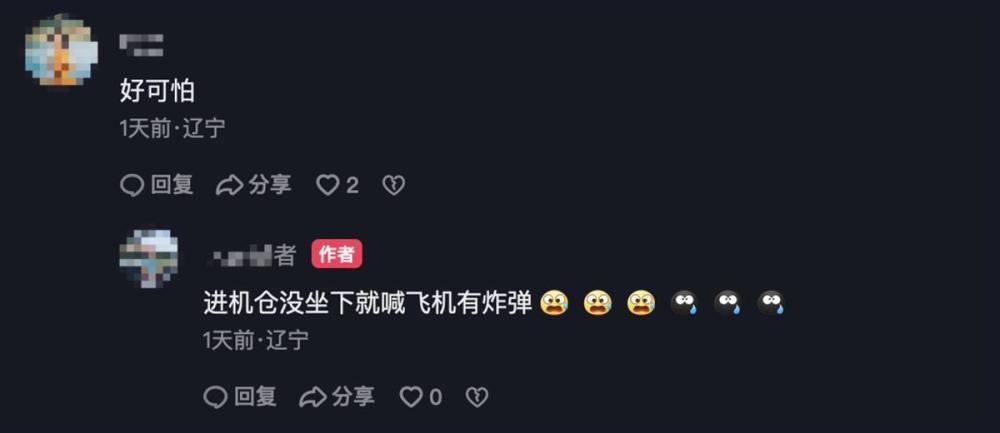 好可怕
1天前·辽宁
回复 分享 2
者 作者
进机仓没坐下就喊飞机有炸弹
1天前·辽宁
回复 分享 0